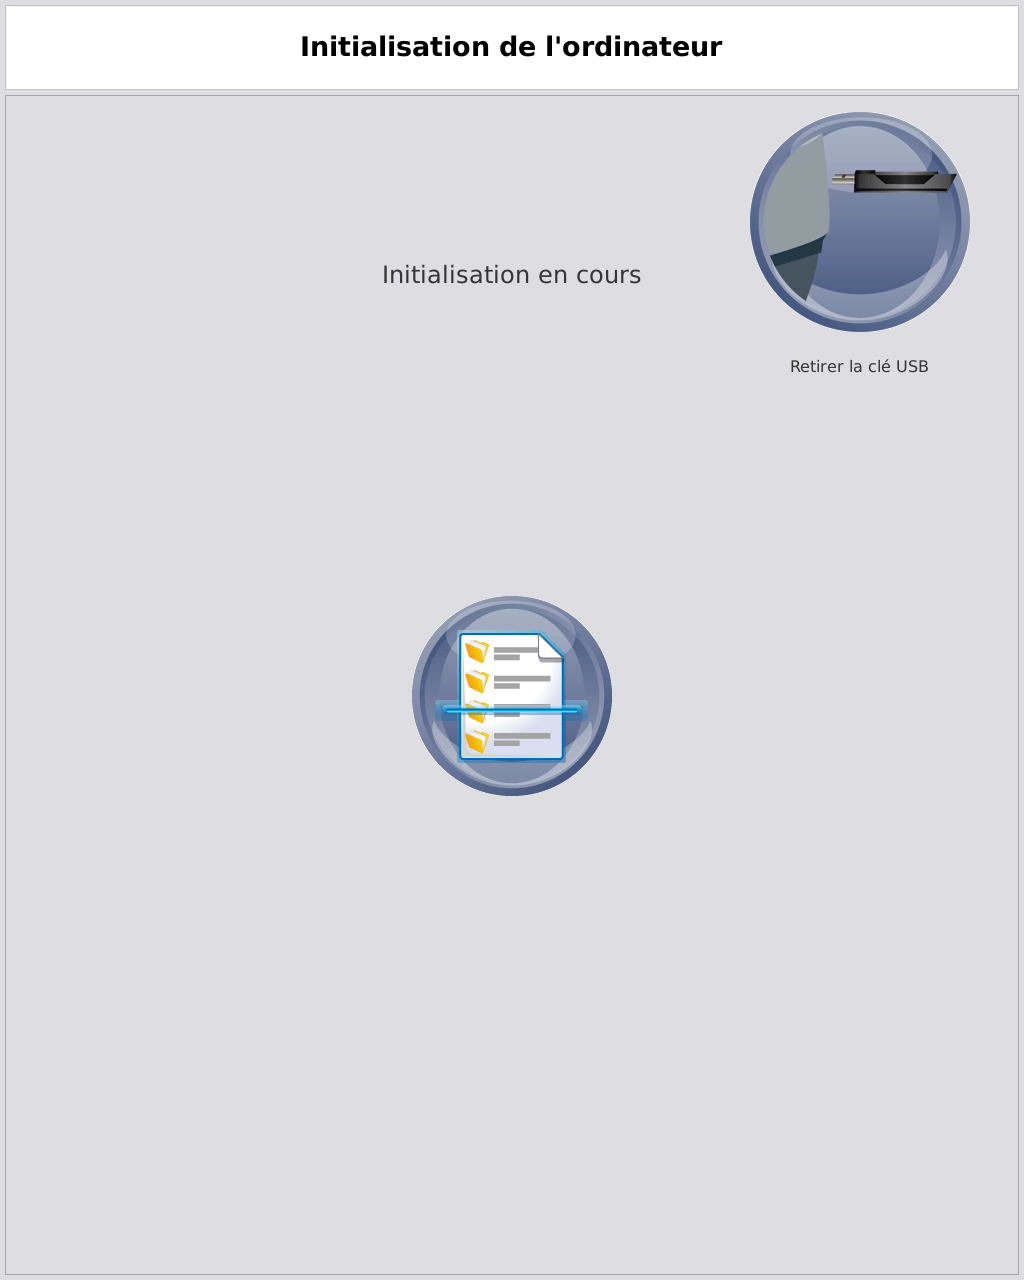 Initialisation de l'ordinateur
Initialisation en cours
Retirer la clé USB